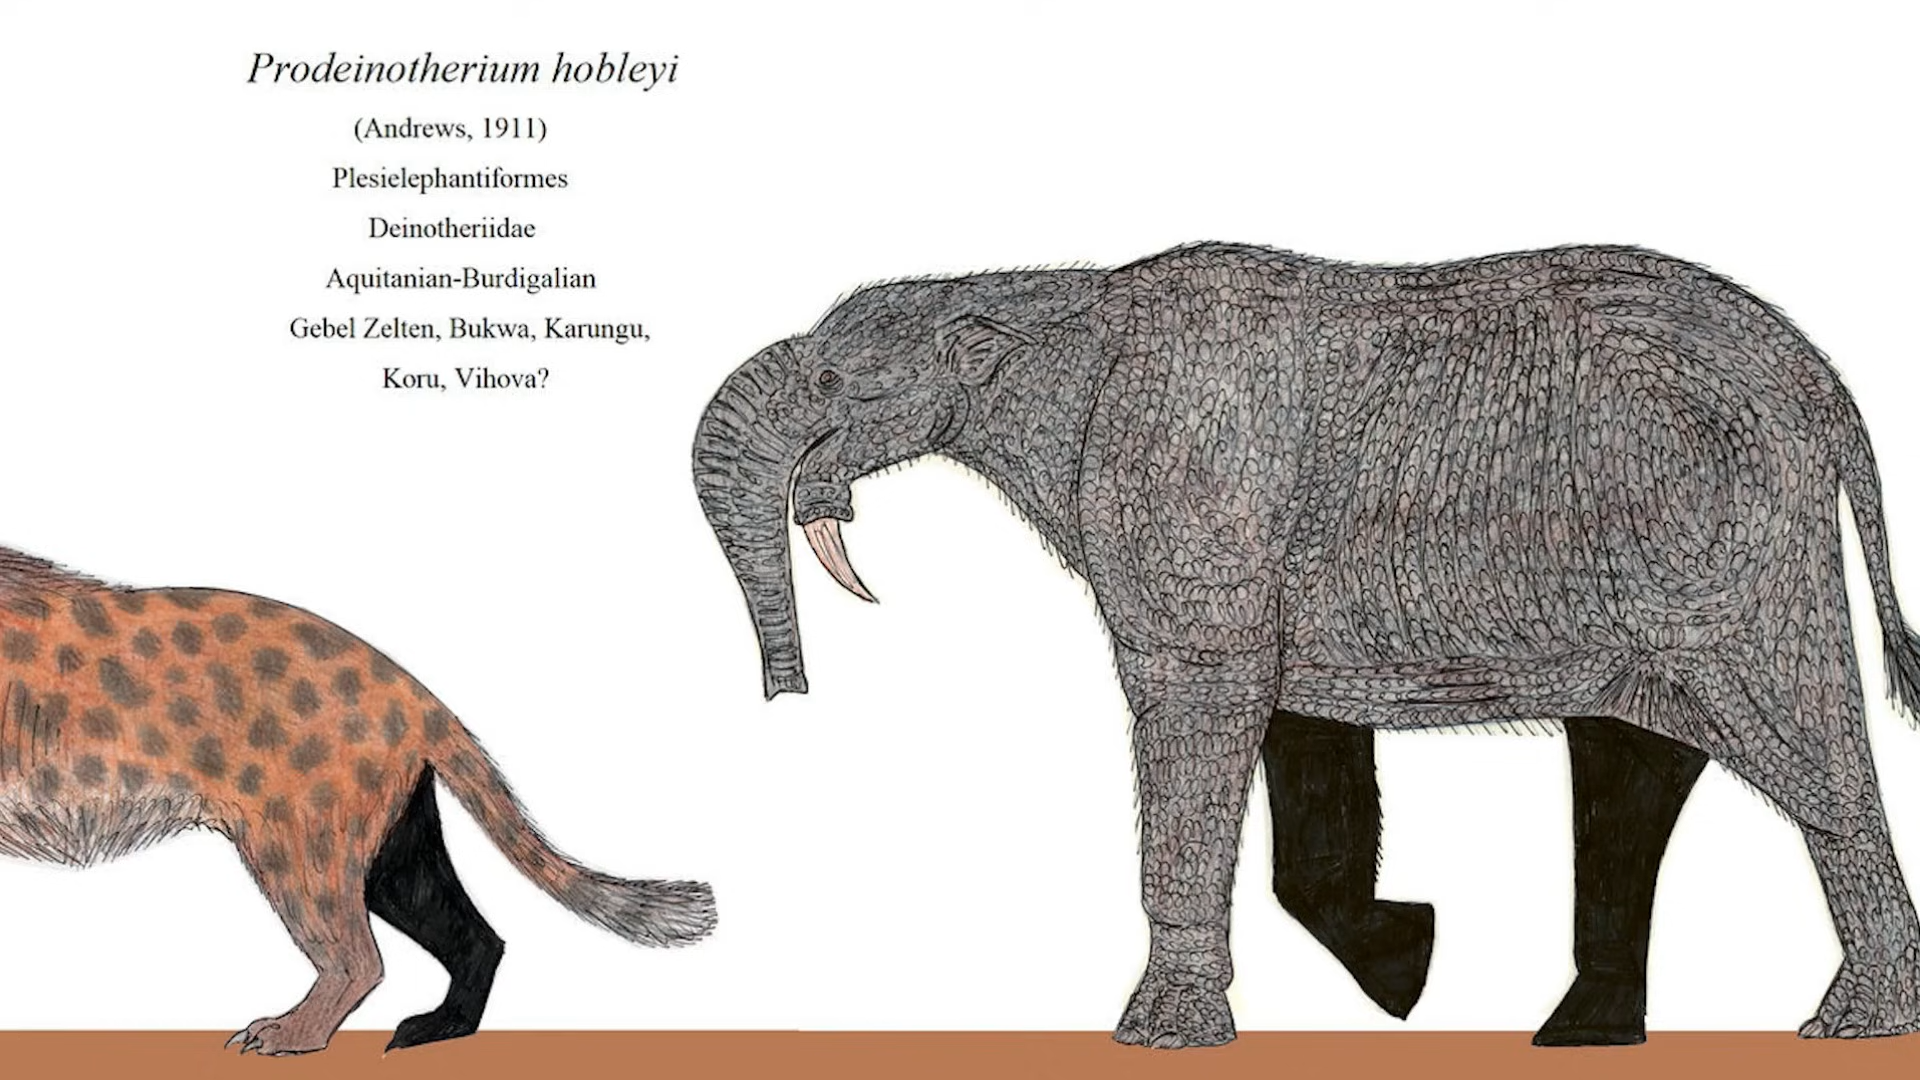 Prodeinotherium hobleyi
(Andrews, 1911)
Plesielephantiformes
Deinotheriidae
Aquitanian-Burdigalian
Gebel Zelten, Bukwa, Karungu,
Koru, Vihova?